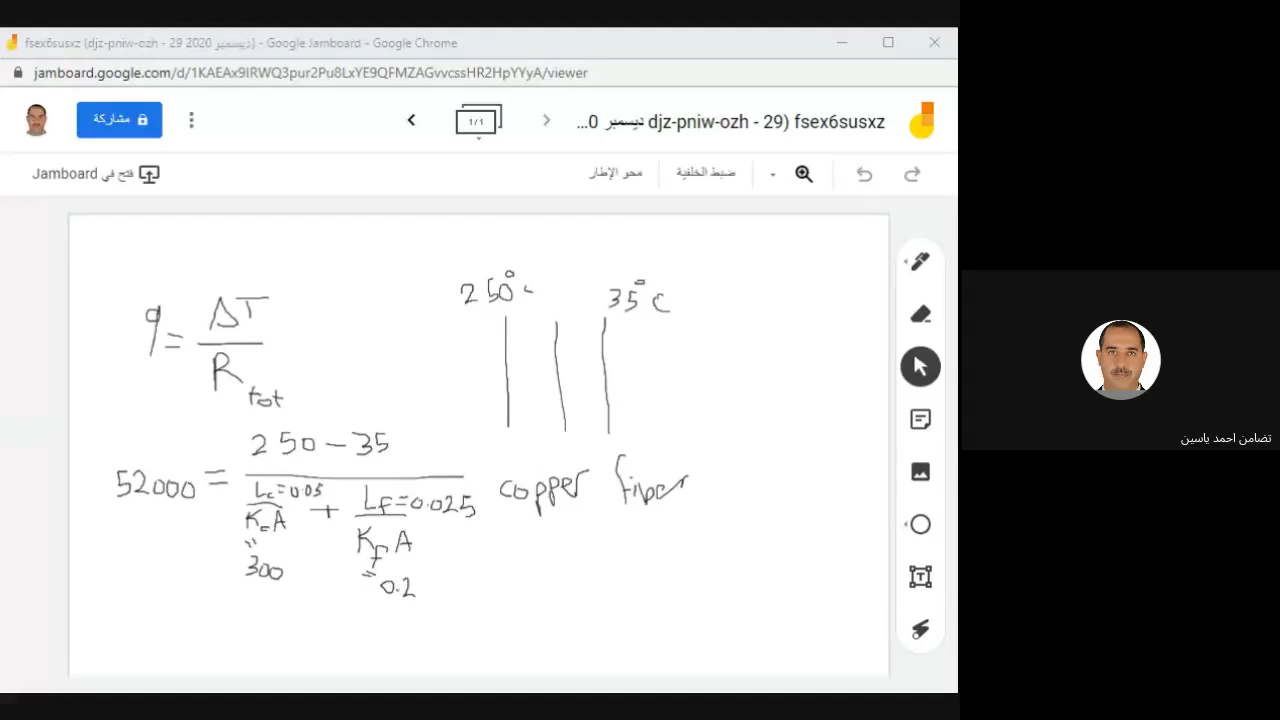 fsex6susxz (djz-pniw-ozh - 29 ديسمبر 2020) - Google Jamboard - Google Chrome
jamboard.google.com/d/1KAEAx9IRWQ3pur2Pu8LxYE9QFMZAGvvcssHR2HpYYyA/viewer
مشاركة
1/1
fsex6susxz (djz-pniw-ozh - 29 ديسمبر 0...
فتح في Jamboard
محو الإطار
ضبط الخلفية
q = ΔT / R tot
250°c
35°C
52000 = 250 - 35
Lc=0.05 / KcA + Lf=0.025 / KfA
= 300
= 0.2
copper fiber
تضامن احمد ياسين